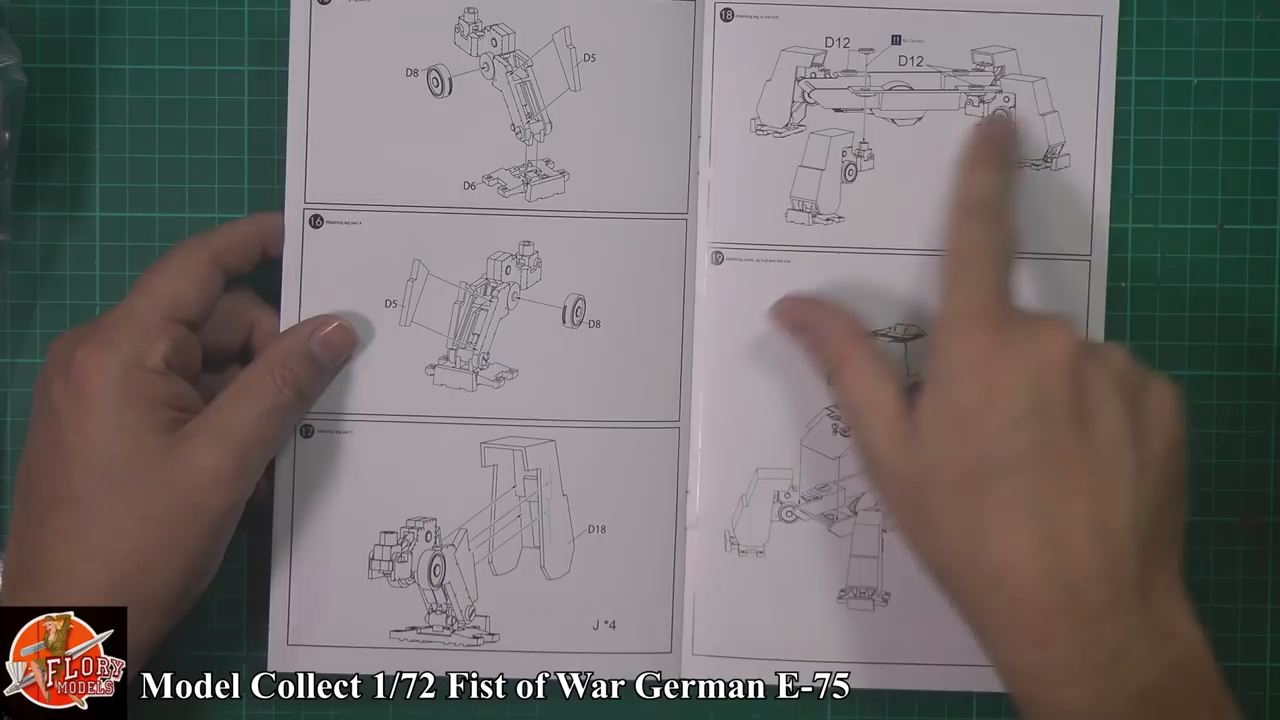 D8
D5
D6
16
D5
D8
17
D18
J *4
18
D12
D12
19
FLORY
MODELS
Model Collect 1/72 Fist of War German E-75